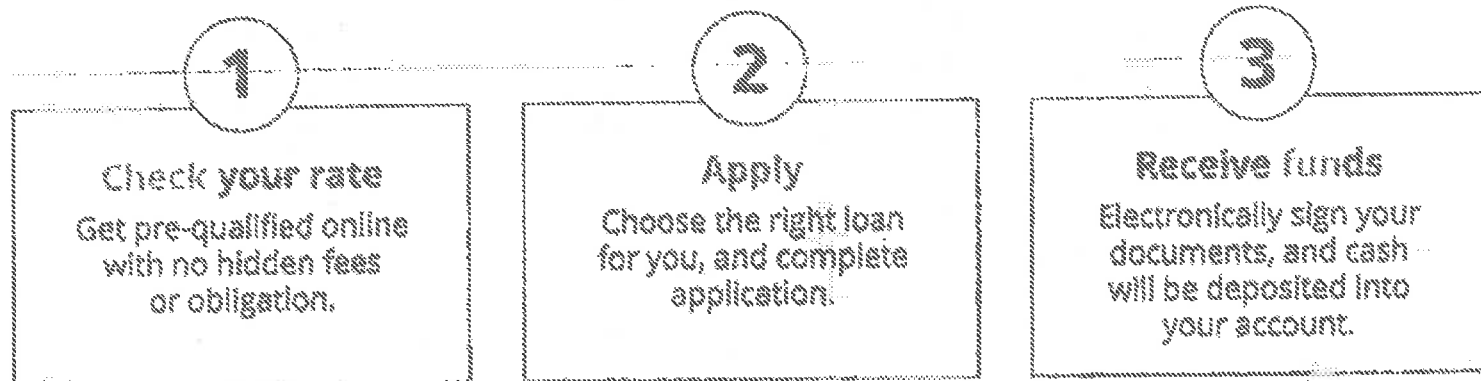 1
Check your rate
Get pre-qualified online
with no hidden fees
or obligation.
2
Apply
Choose the right loan
for you, and complete
application.
3
Receive funds
Electronically sign your
documents, and cash
will be deposited into
your account.